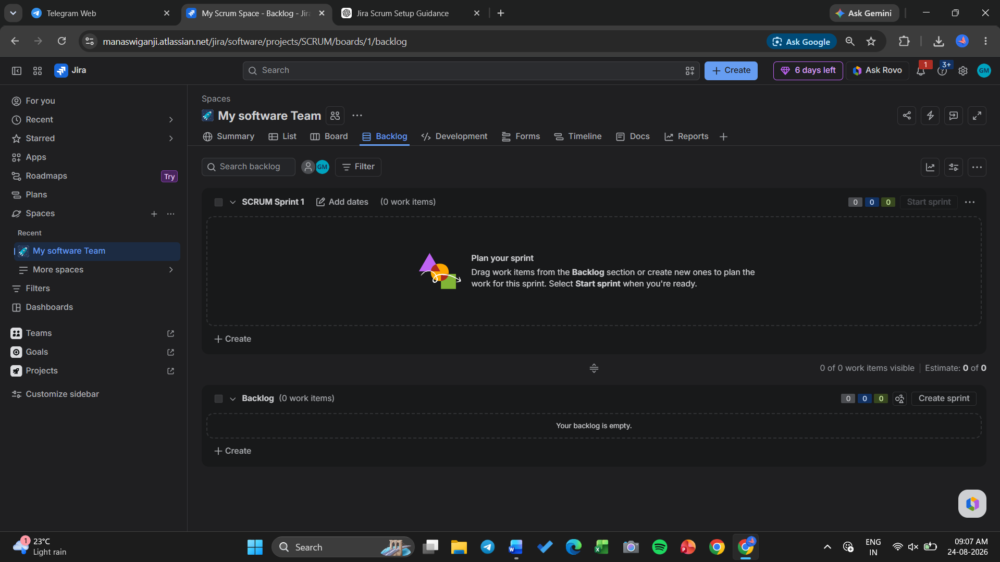 Telegram Web
My Scrum Space - Backlog - Jira
Jira Scrum Setup Guidance
Ask Gemini
manaswiganji.atlassian.net/jira/software/projects/SCRUM/boards/1/backlog
Ask Google
Jira
Search
Create
6 days left
Ask Rovo
1
3+
GM
For you
Recent
Starred
Apps
Roadmaps
Try
Plans
Spaces
Recent
My software Team
More spaces
Filters
Dashboards
Teams
Goals
Projects
Customize sidebar
Spaces
My software Team
Summary
List
Board
Backlog
Development
Forms
Timeline
Docs
Reports
Search backlog
GM
Filter
SCRUM Sprint 1
Add dates
(0 work items)
0 0 0
Start sprint
Plan your sprint
Drag work items from the Backlog section or create new ones to plan the
work for this sprint. Select Start sprint when you're ready.
Create
0 of 0 work items visible
Estimate: 0 of 0
Backlog (0 work items)
0 0 0
Create sprint
Your backlog is empty.
Create
1
23°C
Light rain
Search
ENG
IN
09:07 AM
24-08-2026